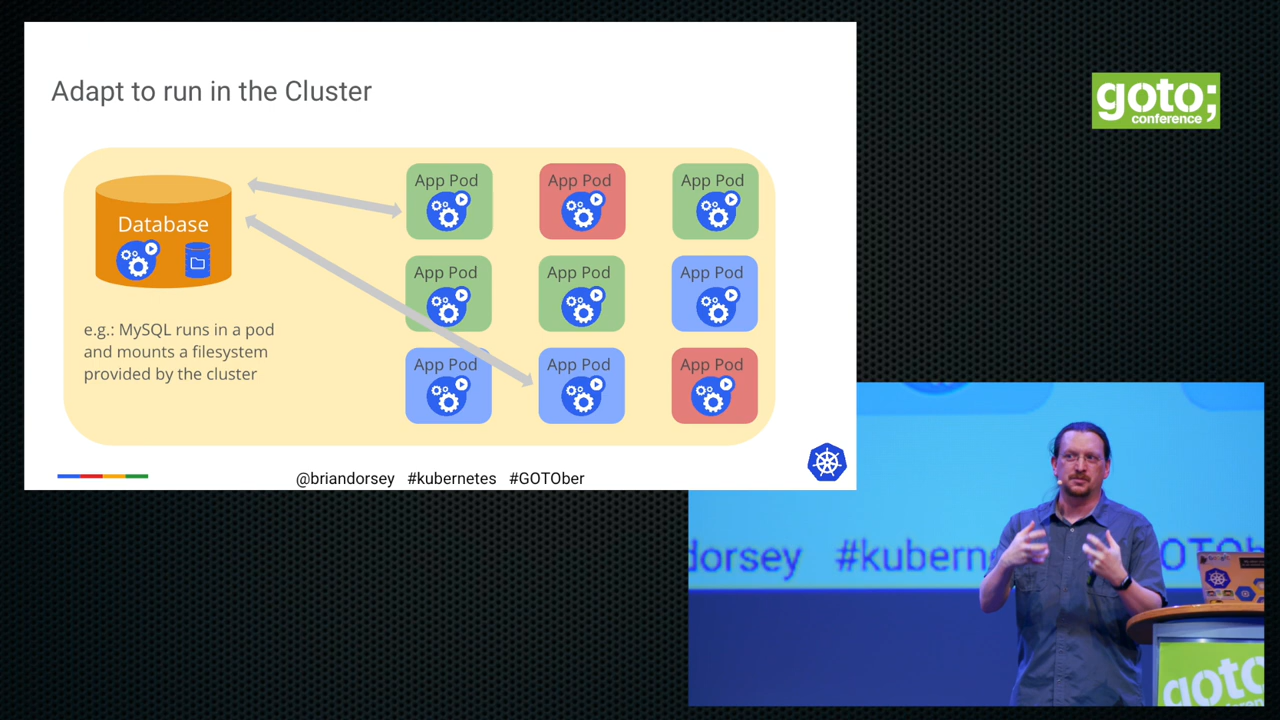 Adapt to run in the Cluster
goto;
conference
Database
App Pod App Pod App Pod
App Pod App Pod App Pod
App Pod App Pod App Pod
e.g.: MySQL runs in a pod
and mounts a filesystem
provided by the cluster
@briandorsey #kubernetes #GOTOber
dorsey #kubern OTOb
goto